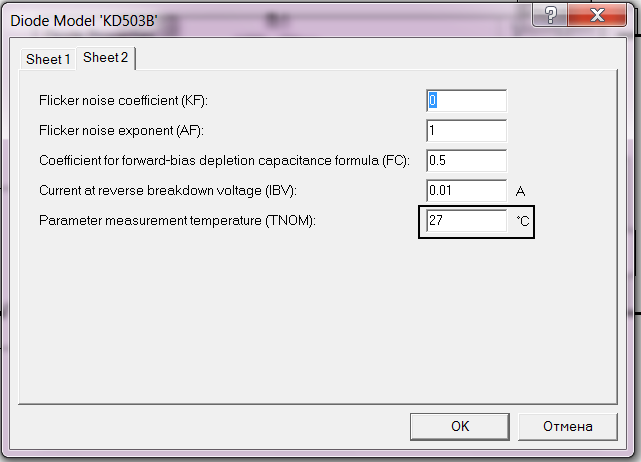 Diode Model 'KD503B'
Sheet 1 Sheet 2
Flicker noise coefficient (KF): 0
Flicker noise exponent (AF): 1
Coefficient for forward-bias depletion capacitance formula (FC): 0.5
Current at reverse breakdown voltage (IBV): 0.01 A
Parameter measurement temperature (TNOM): 27 °C
OK Отмена